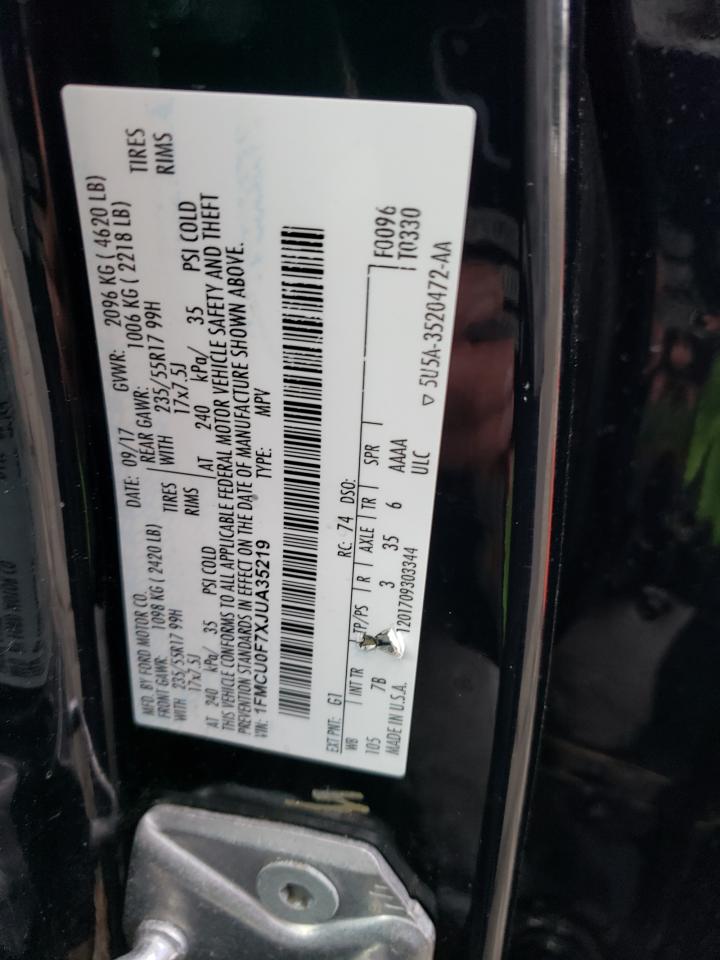 MFD. BY FORD MOTOR CO. DATE: 09/17 GVWR: 2096 KG ( 4620 LB)
FRONT GAWR: 1098 KG ( 2420 LB) REAR GAWR: 1006 KG ( 2218 LB)
WITH 235/55R17 99H TIRES WITH 235/55R17 99H TIRES
17x7.5J RIMS 17x7.5J RIMS
AT 240 kPa/ 35 PSI COLD AT 240 kPa/ 35 PSI COLD
THIS VEHICLE CONFORMS TO ALL APPLICABLE FEDERAL MOTOR VEHICLE SAFETY AND THEFT
PREVENTION STANDARDS IN EFFECT ON THE DATE OF MANUFACTURE SHOWN ABOVE.
VIN: 1FMCU0F7XJUA35219 TYPE: MPV
EXT PNT: G1 RC: 74 DSO: F0096
WB INT TR TP/PS R AXLE TR SPR T0330
105 7B 3 35 6 AAAA
MADE IN U.S.A. 1201709303344 ULC
▽ 5U5A-3520472-AA